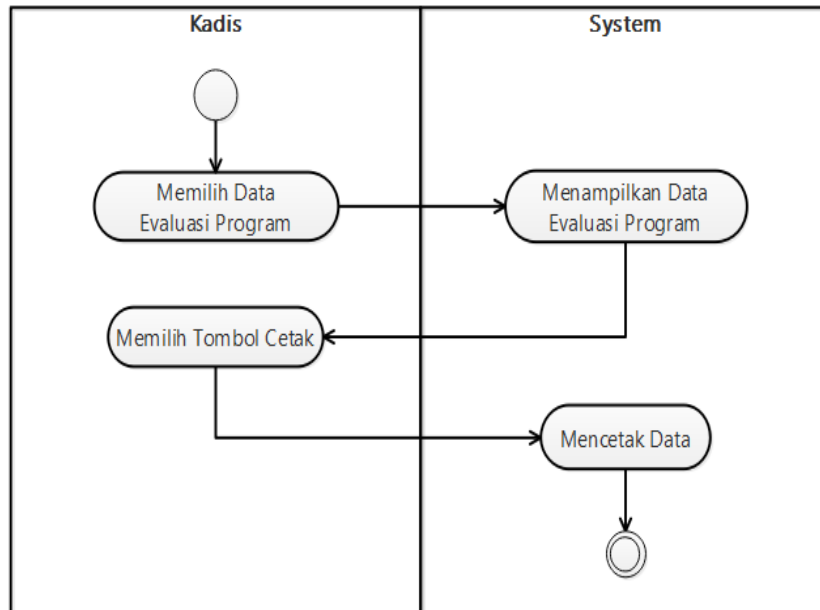 Kadis
System
Memilih Data
Evaluasi Program
Menampilkan Data
Evaluasi Program
Memilih Tombol Cetak
Mencetak Data